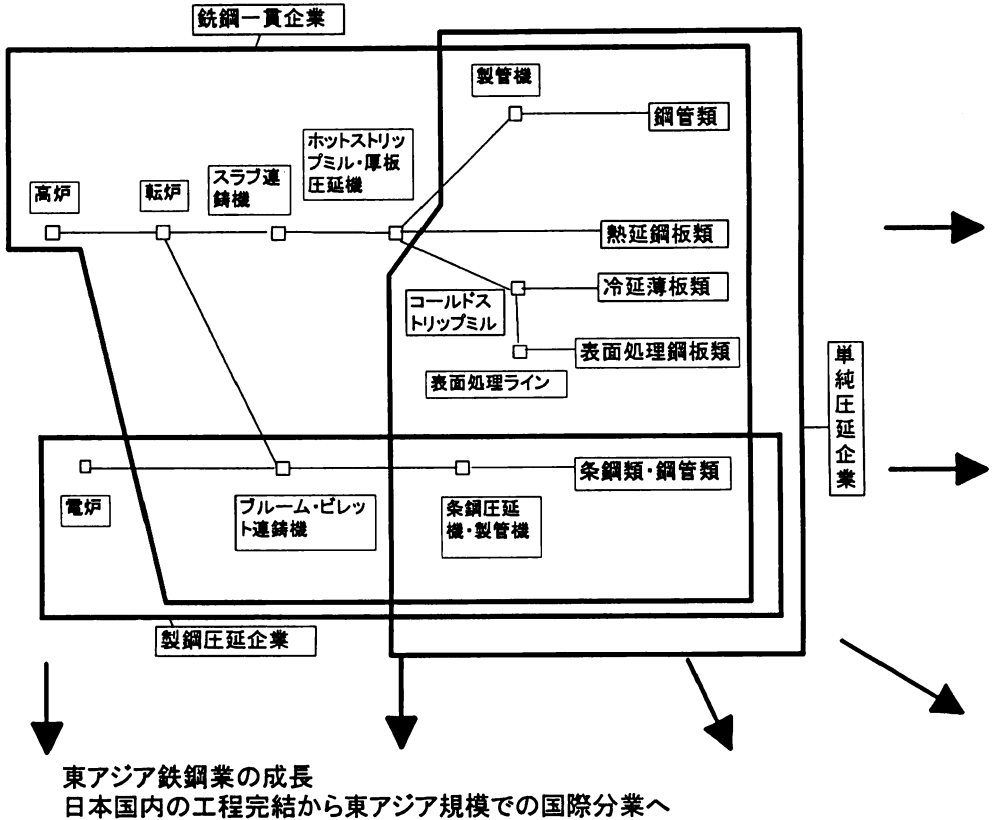 銑鋼一貫企業
製管機
鋼管類
ホットストリッ
プミル・厚板
圧延機
スラブ連
鋳機
高炉
転炉
熱延鋼板類
コールドス
トリップミル
冷延薄板類
表面処理鋼板類
表面処理ライン
単純圧延企業
条鋼類・鋼管類
電炉
ブルーム・ビレッ
ト連鋳機
条鋼圧延
機・製管機
製鋼圧延企業
東アジア鉄鋼業の成長
日本国内の工程完結から東アジア規模での国際分業へ